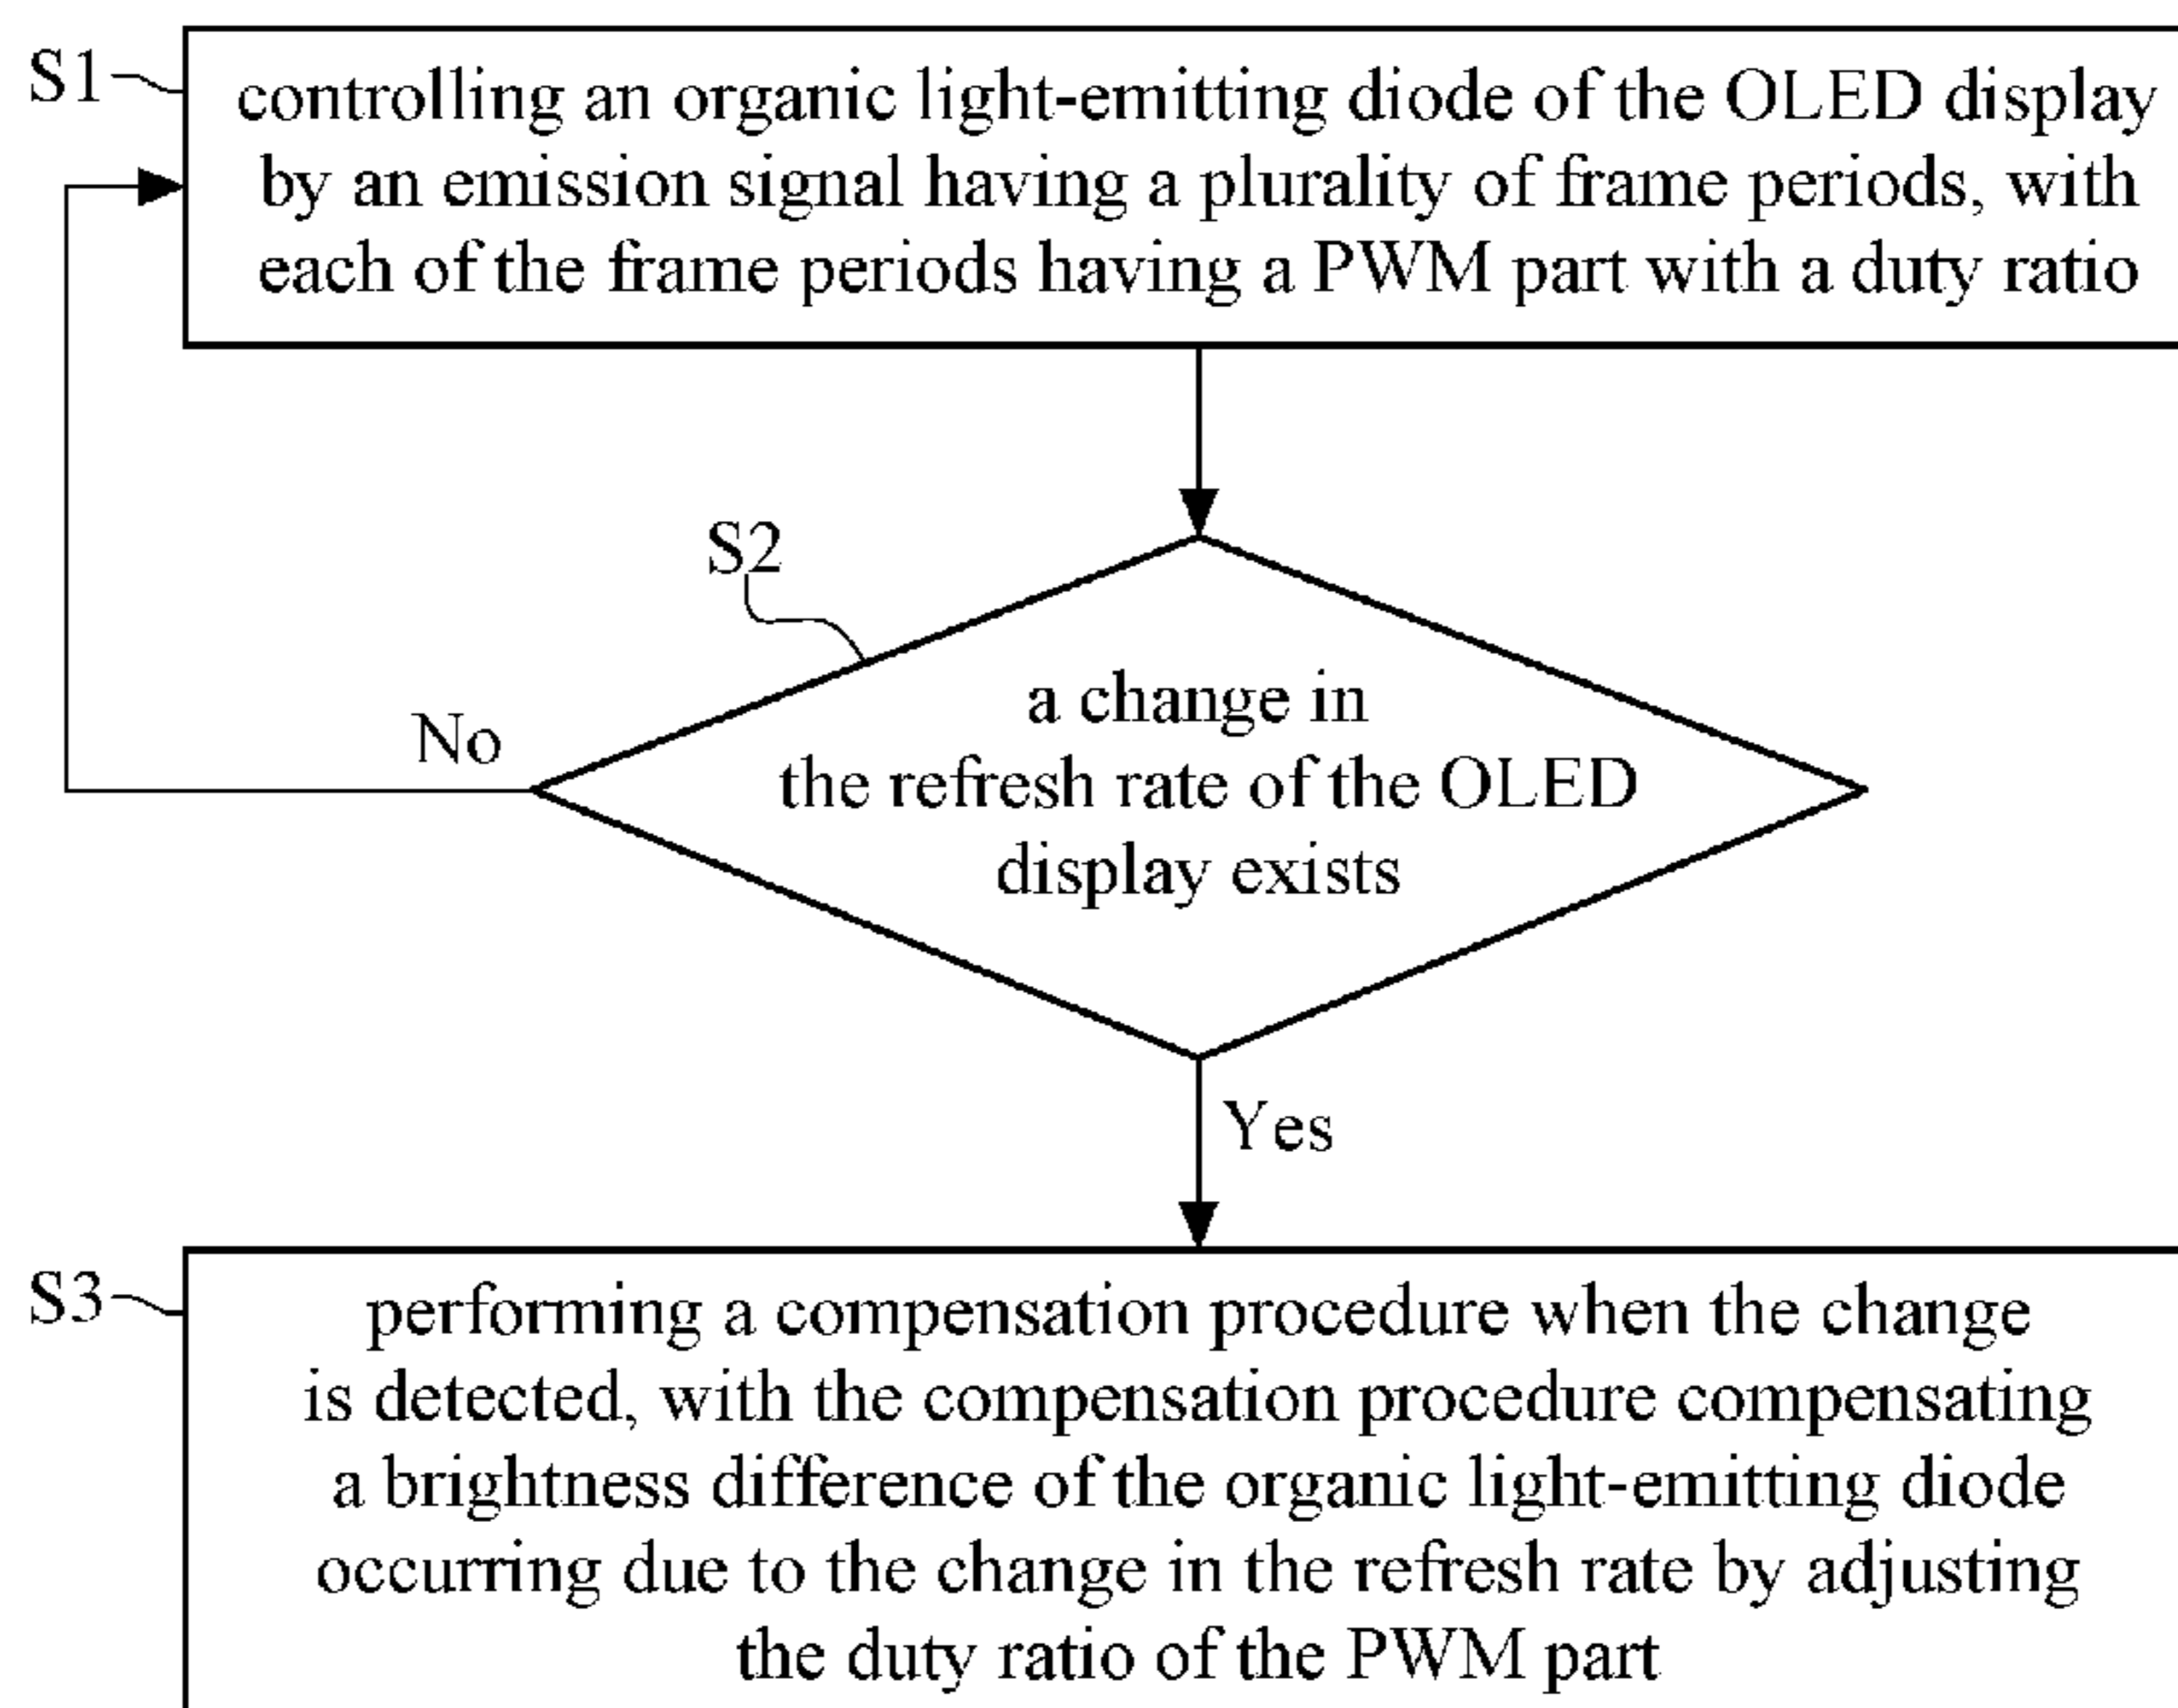 S1
controlling an organic light-emitting diode of the OLED display
by an emission signal having a plurality of frame periods, with
each of the frame periods having a PWM part with a duty ratio
S2
a change in
the refresh rate of the OLED
display exists
No
Yes
S3
performing a compensation procedure when the change
is detected, with the compensation procedure compensating
a brightness difference of the organic light-emitting diode
occurring due to the change in the refresh rate by adjusting
the duty ratio of the PWM part